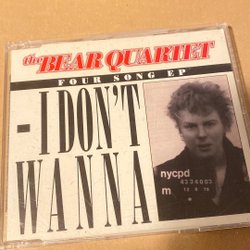 the BEAR QUARTET
FOUR SONG EP
-I DON'T
WANNA
nycpd
m